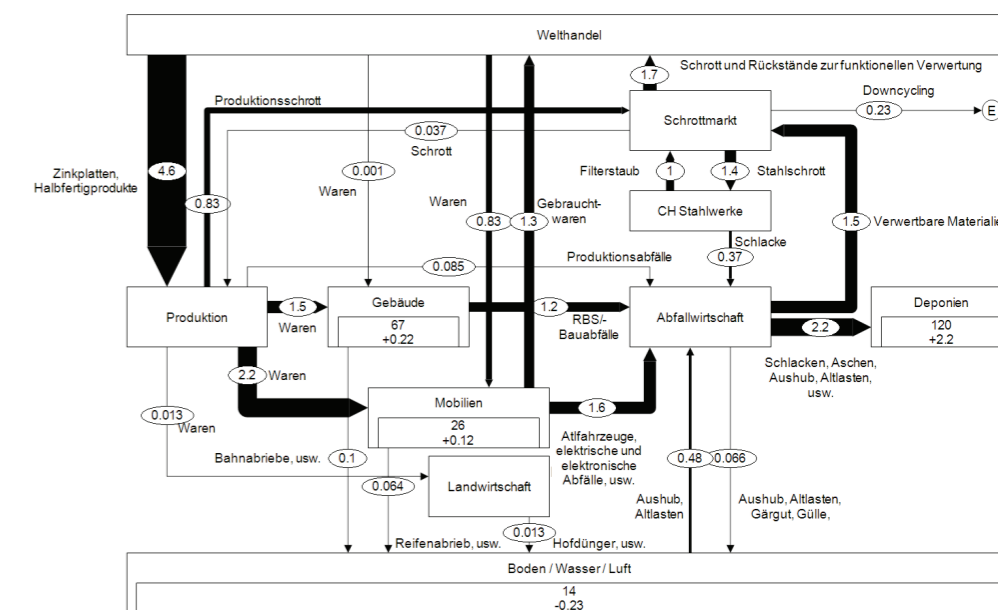 Welthandel
1.7
Schrott und Rückstände zur funktionellen Verwertung
Downcycling
Produktionsschrott
Schrottmarkt
0.23
E
0.037
Schrott
Zinkplatten,
Halbfertigprodukte
4.6
0.001
Waren
Filterstaub
1
1.4
Stahlschrott
0.83
Waren
0.83
1.3
Gebraucht-
waren
CH Stahlwerke
1.5
Verwertbare Materialie
Schlacke
0.37
Produktionsabfälle
0.085
Produktion
1.5
Waren
Gebäude
67
+0.22
1.2
RBS/-
Bauabfälle
Abfallwirtschaft
2.2
Deponien
120
+2.2
Schlacken, Aschen,
Aushub, Altlasten,
usw.
2.2
Waren
Mobilien
26
+0.12
1.6
0.013
Waren
Atlfahrzeuge,
elektrische und
elektronische
Abfälle, usw.
Bahnabriebe, usw.
0.1
0.064
Landwirtschaft
0.48
0.066
Aushub,
Altlasten
Aushub, Altlasten,
Gärgut, Gülle,
0.013
Reifenabrieb, usw.
Hofdünger, usw.
Boden / Wasser / Luft
14
-0.23